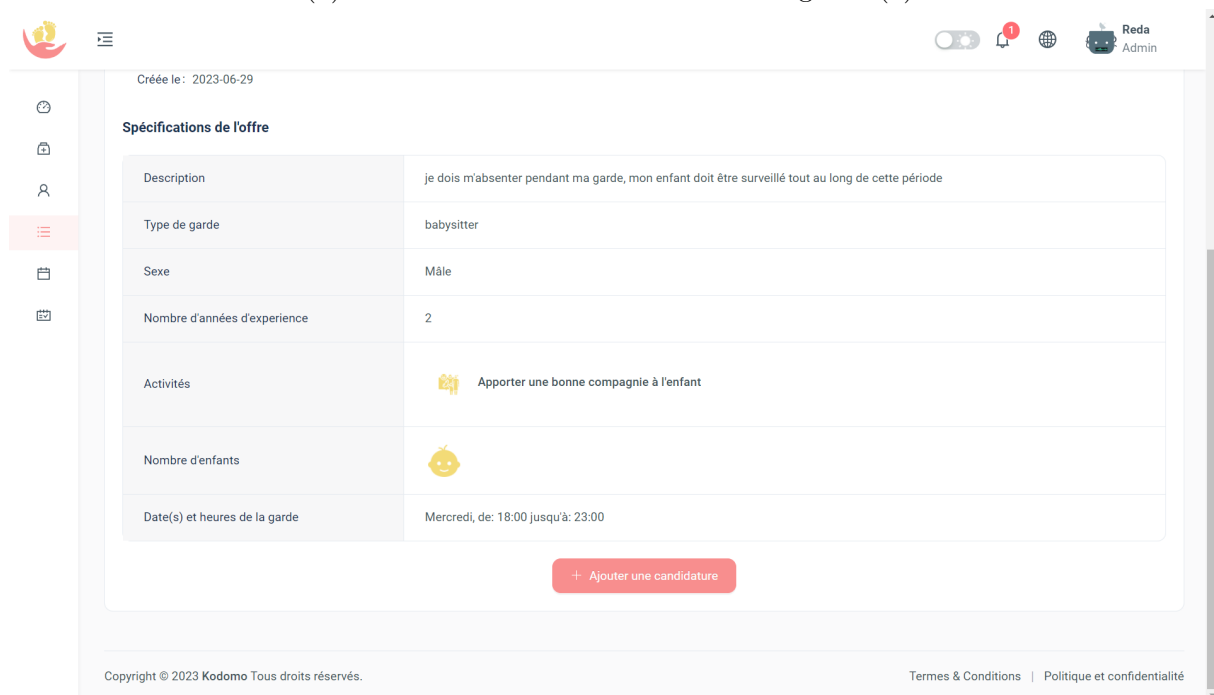 1
Reda
Admin
Créée le : 2023-06-29
Spécifications de l'offre
Description je dois m'absenter pendant ma garde, mon enfant doit être surveillé tout au long de cette période
Type de garde babysitter
Sexe Mâle
Nombre d'années d'experience 2
Activités Apporter une bonne compagnie à l'enfant
Nombre d'enfants
Date(s) et heures de la garde Mercredi, de: 18:00 jusqu'à: 23:00
+ Ajouter une candidature
Copyright © 2023 Kodomo Tous droits réservés. Termes & Conditions | Politique et confidentialité